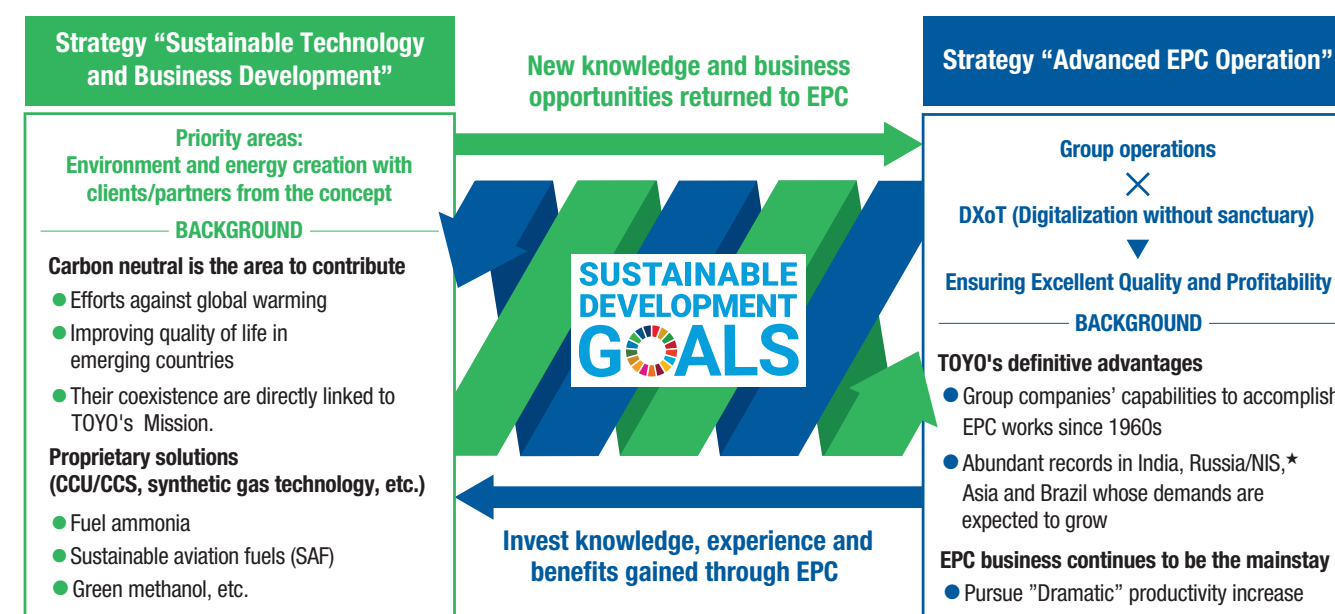 Strategy “Sustainable Technology
and Business Development”
Priority areas:
Environment and energy creation with
clients/partners from the concept
BACKGROUND
Carbon neutral is the area to contribute
● Efforts against global warming
● Improving quality of life in
emerging countries
● Their coexistence are directly linked to
TOYO's Mission.
Proprietary solutions
(CCU/CCS, synthetic gas technology, etc.)
● Fuel ammonia
● Sustainable aviation fuels (SAF)
● Green methanol, etc.
New knowledge and business
opportunities returned to EPC
SUSTAINABLE
DEVELOPMENT
GOALS
Invest knowledge, experience and
benefits gained through EPC
Strategy “Advanced EPC Operation”
Group operations
×
DXoT (Digitalization without sanctuary)
▼
Ensuring Excellent Quality and Profitability
BACKGROUND
TOYO's definitive advantages
● Group companies’ capabilities to accomplish
EPC works since 1960s
● Abundant records in India, Russia/NIS,★
Asia and Brazil whose demands are
expected to grow
EPC business continues to be the mainstay
● Pursue ”Dramatic” productivity increase